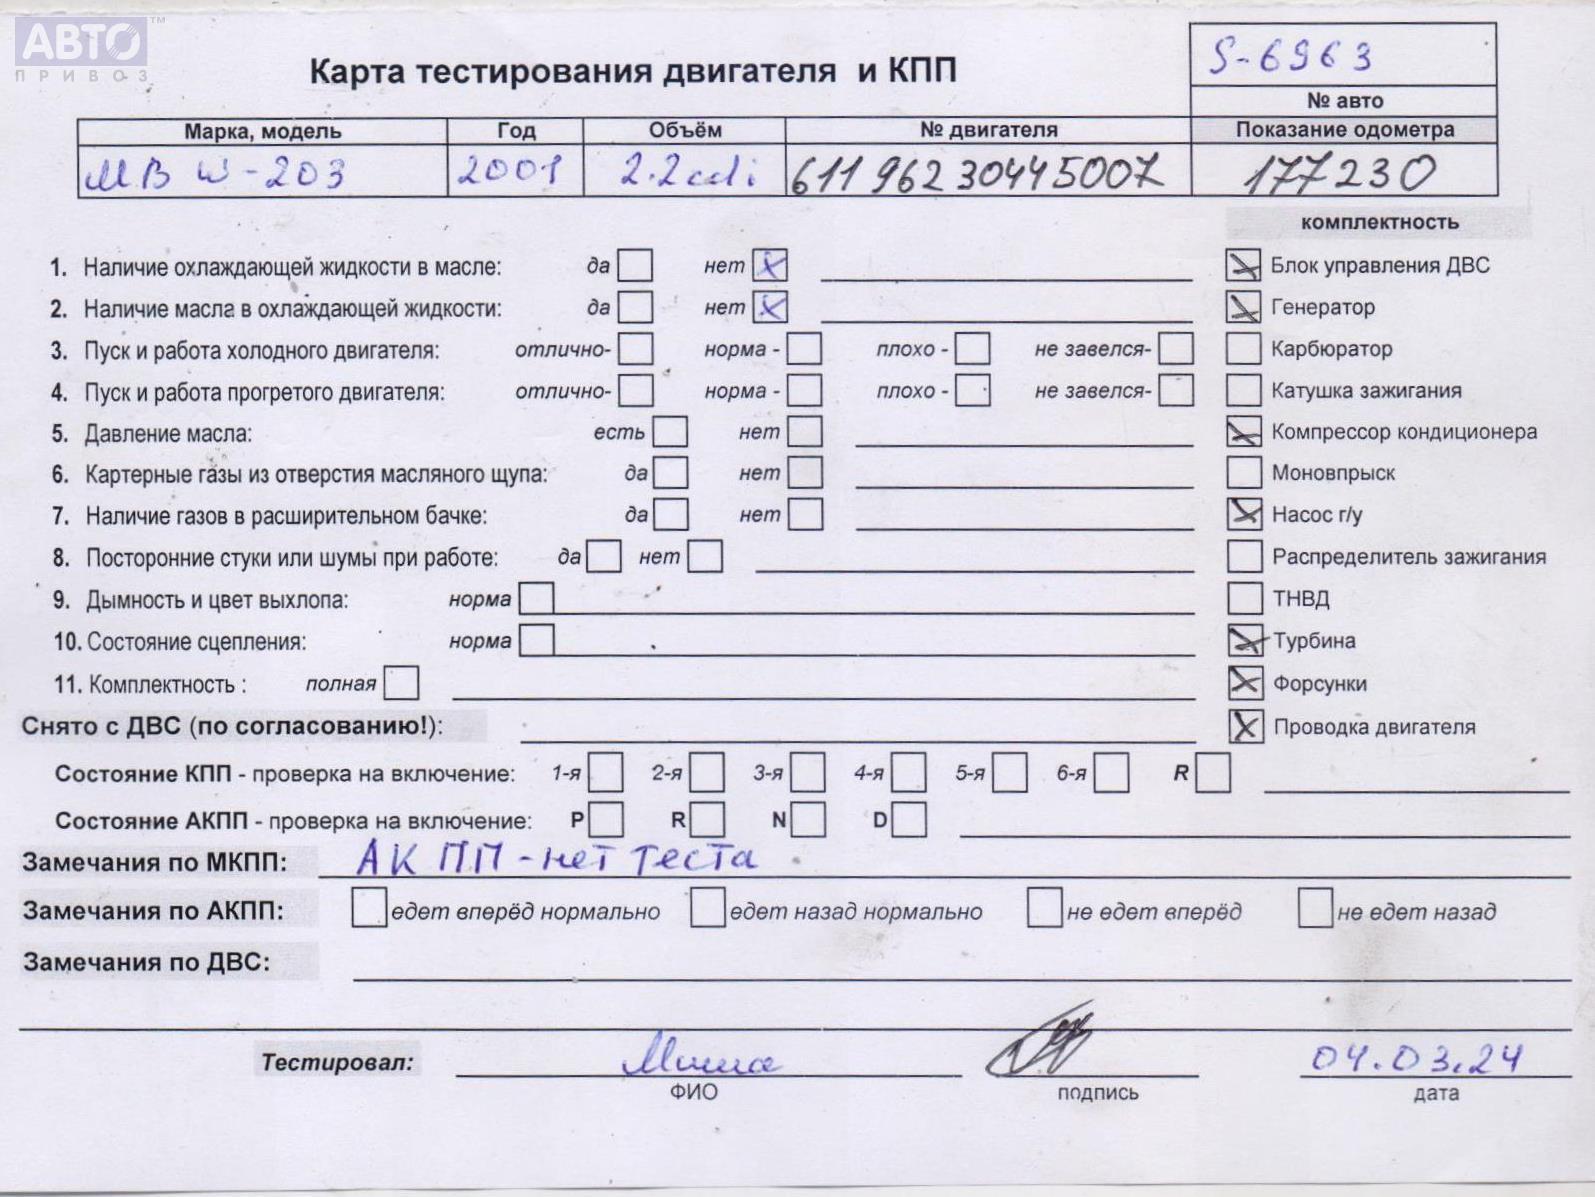 АВТО™
ПРИВОЗ
Карта тестирования двигателя и КПП
S-6963
№ авто
Марка, модель Год Объём № двигателя Показание одометра
МВ W-203 2001 2.2cdi 611 962 30445007 177230
комплектность
1. Наличие охлаждающей жидкости в масле: да нет Блок управления ДВС
2. Наличие масла в охлаждающей жидкости: да нет Генератор
3. Пуск и работа холодного двигателя: отлично- норма - плохо - не завелся- Карбюратор
4. Пуск и работа прогретого двигателя: отлично- норма - плохо - не завелся- Катушка зажигания
5. Давление масла: есть нет Компрессор кондиционера
6. Картерные газы из отверстия масляного щупа: да нет Моновпрыск
7. Наличие газов в расширительном бачке: да нет Насос г/у
8. Посторонние стуки или шумы при работе: да нет Распределитель зажигания
9. Дымность и цвет выхлопа: норма ТНВД
10. Состояние сцепления: норма Турбина
11. Комплектность : полная Форсунки
Снято с ДВС (по согласованию!): Проводка двигателя
Состояние КПП - проверка на включение: 1-я 2-я 3-я 4-я 5-я 6-я R
Состояние АКПП - проверка на включение: P R N D
Замечания по МКПП: АКПП - нет теста
Замечания по АКПП: едет вперёд нормально едет назад нормально не едет вперёд не едет назад
Замечания по ДВС:
Тестировал: Миша 04.03.24
ФИО подпись дата